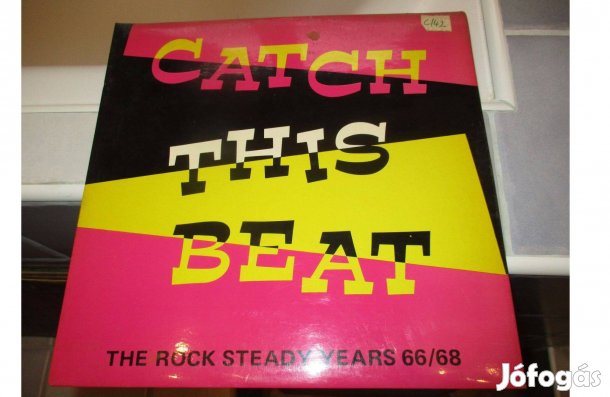 C142
CATCH
THIS
BEAT
THE ROCK STEADY YEARS 66/68
Jófogás